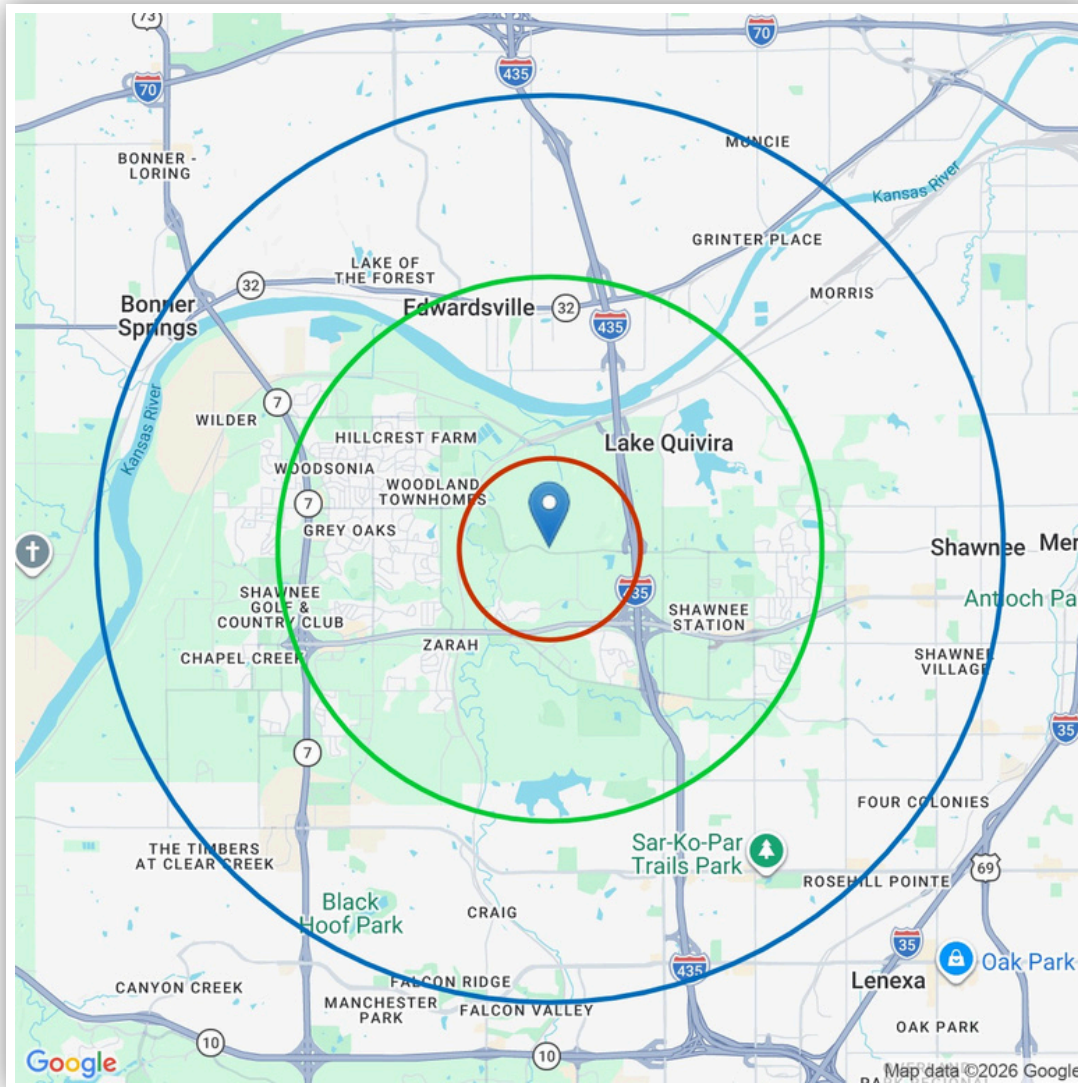 73
70
435
70
BONNER -
LORING
MUNCIE
Kansas River
GRINTER PLACE
LAKE OF
THE FOREST
32
Edwardsville
32
MORRIS
Bonner
Springs
435
Kansas River
7
WILDER
HILLCREST FARM
Lake Quivira
WOODSONIA
WOODLAND
TOWNHOMES
7
GREY OAKS
Shawnee
Mer
435
Antioch Pa
SHAWNEE
GOLF &
COUNTRY CLUB
SHAWNEE
STATION
ZARAH
CHAPEL CREEK
SHAWNEE
VILLAGE
35
7
FOUR COLONIES
THE TIMBERS
AT CLEAR CREEK
Sar-Ko-Par
Trails Park
69
ROSEHILL POINTE
Black
Hoof Park
CRAIG
35
435
Oak Park
Lenexa
FALCON RIDGE
CANYON CREEK
MANCHESTER
PARK
FALCON VALLEY
OAK PARK
10
10
Google
Map data ©2026 Google